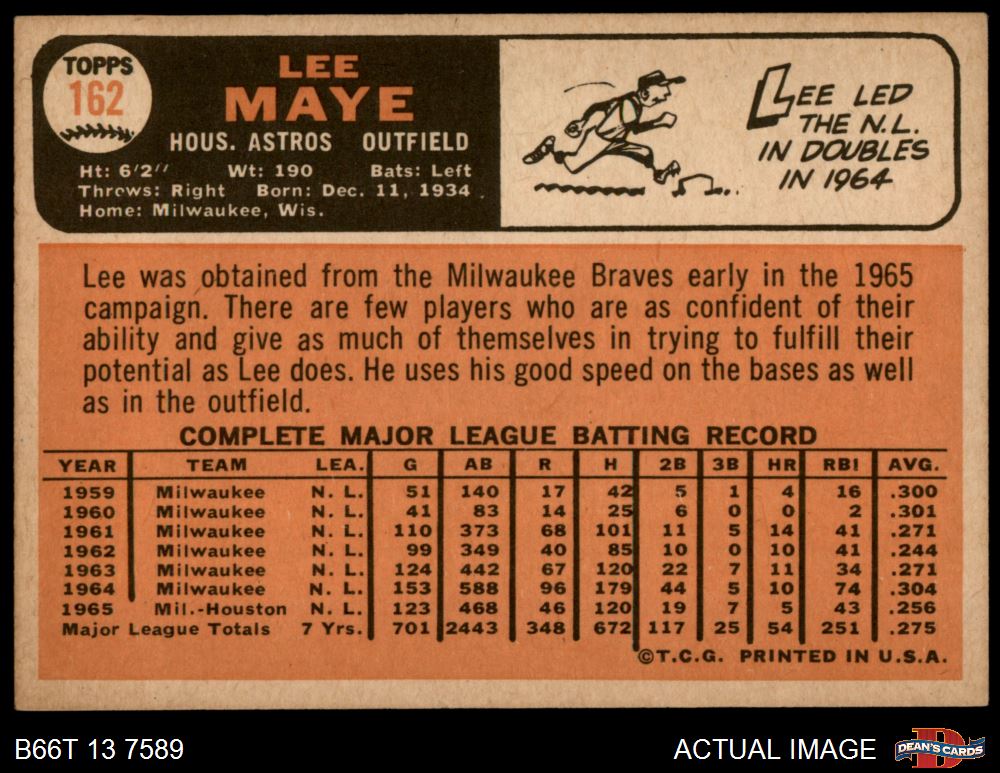 TOPPS
162
LEE
MAYE
HOUS. ASTROS OUTFIELD
Ht: 6'2" Wt: 190 Bats: Left
Throws: Right Born: Dec. 11, 1934
Home: Milwaukee, Wis.
LEE LED
THE N.L.
IN DOUBLES
IN 1964
Lee was obtained from the Milwaukee Braves early in the 1965
campaign. There are few players who are as confident of their
ability and give as much of themselves in trying to fulfill their
potential as Lee does. He uses his good speed on the bases as well
as in the outfield.
COMPLETE MAJOR LEAGUE BATTING RECORD
YEAR TEAM LEA. G AB R H 2B 3B HR RBI AVG.
1959 Milwaukee N. L. 51 140 17 42 5 1 4 16 .300
1960 Milwaukee N. L. 41 83 14 25 6 0 0 2 .301
1961 Milwaukee N. L. 110 373 68 101 11 5 14 41 .271
1962 Milwaukee N. L. 99 349 40 85 10 0 10 41 .244
1963 Milwaukee N. L. 124 442 67 120 22 7 11 34 .271
1964 Milwaukee N. L. 153 588 96 179 44 5 10 74 .304
1965 Mil.-Houston N. L. 123 468 46 120 19 7 5 43 .256
Major League Totals 7 Yrs. 701 2443 348 672 117 25 54 251 .275
©T.C.G. PRINTED IN U.S.A.
B66T 13 7589
ACTUAL IMAGE
D
DEAN'S CARDS